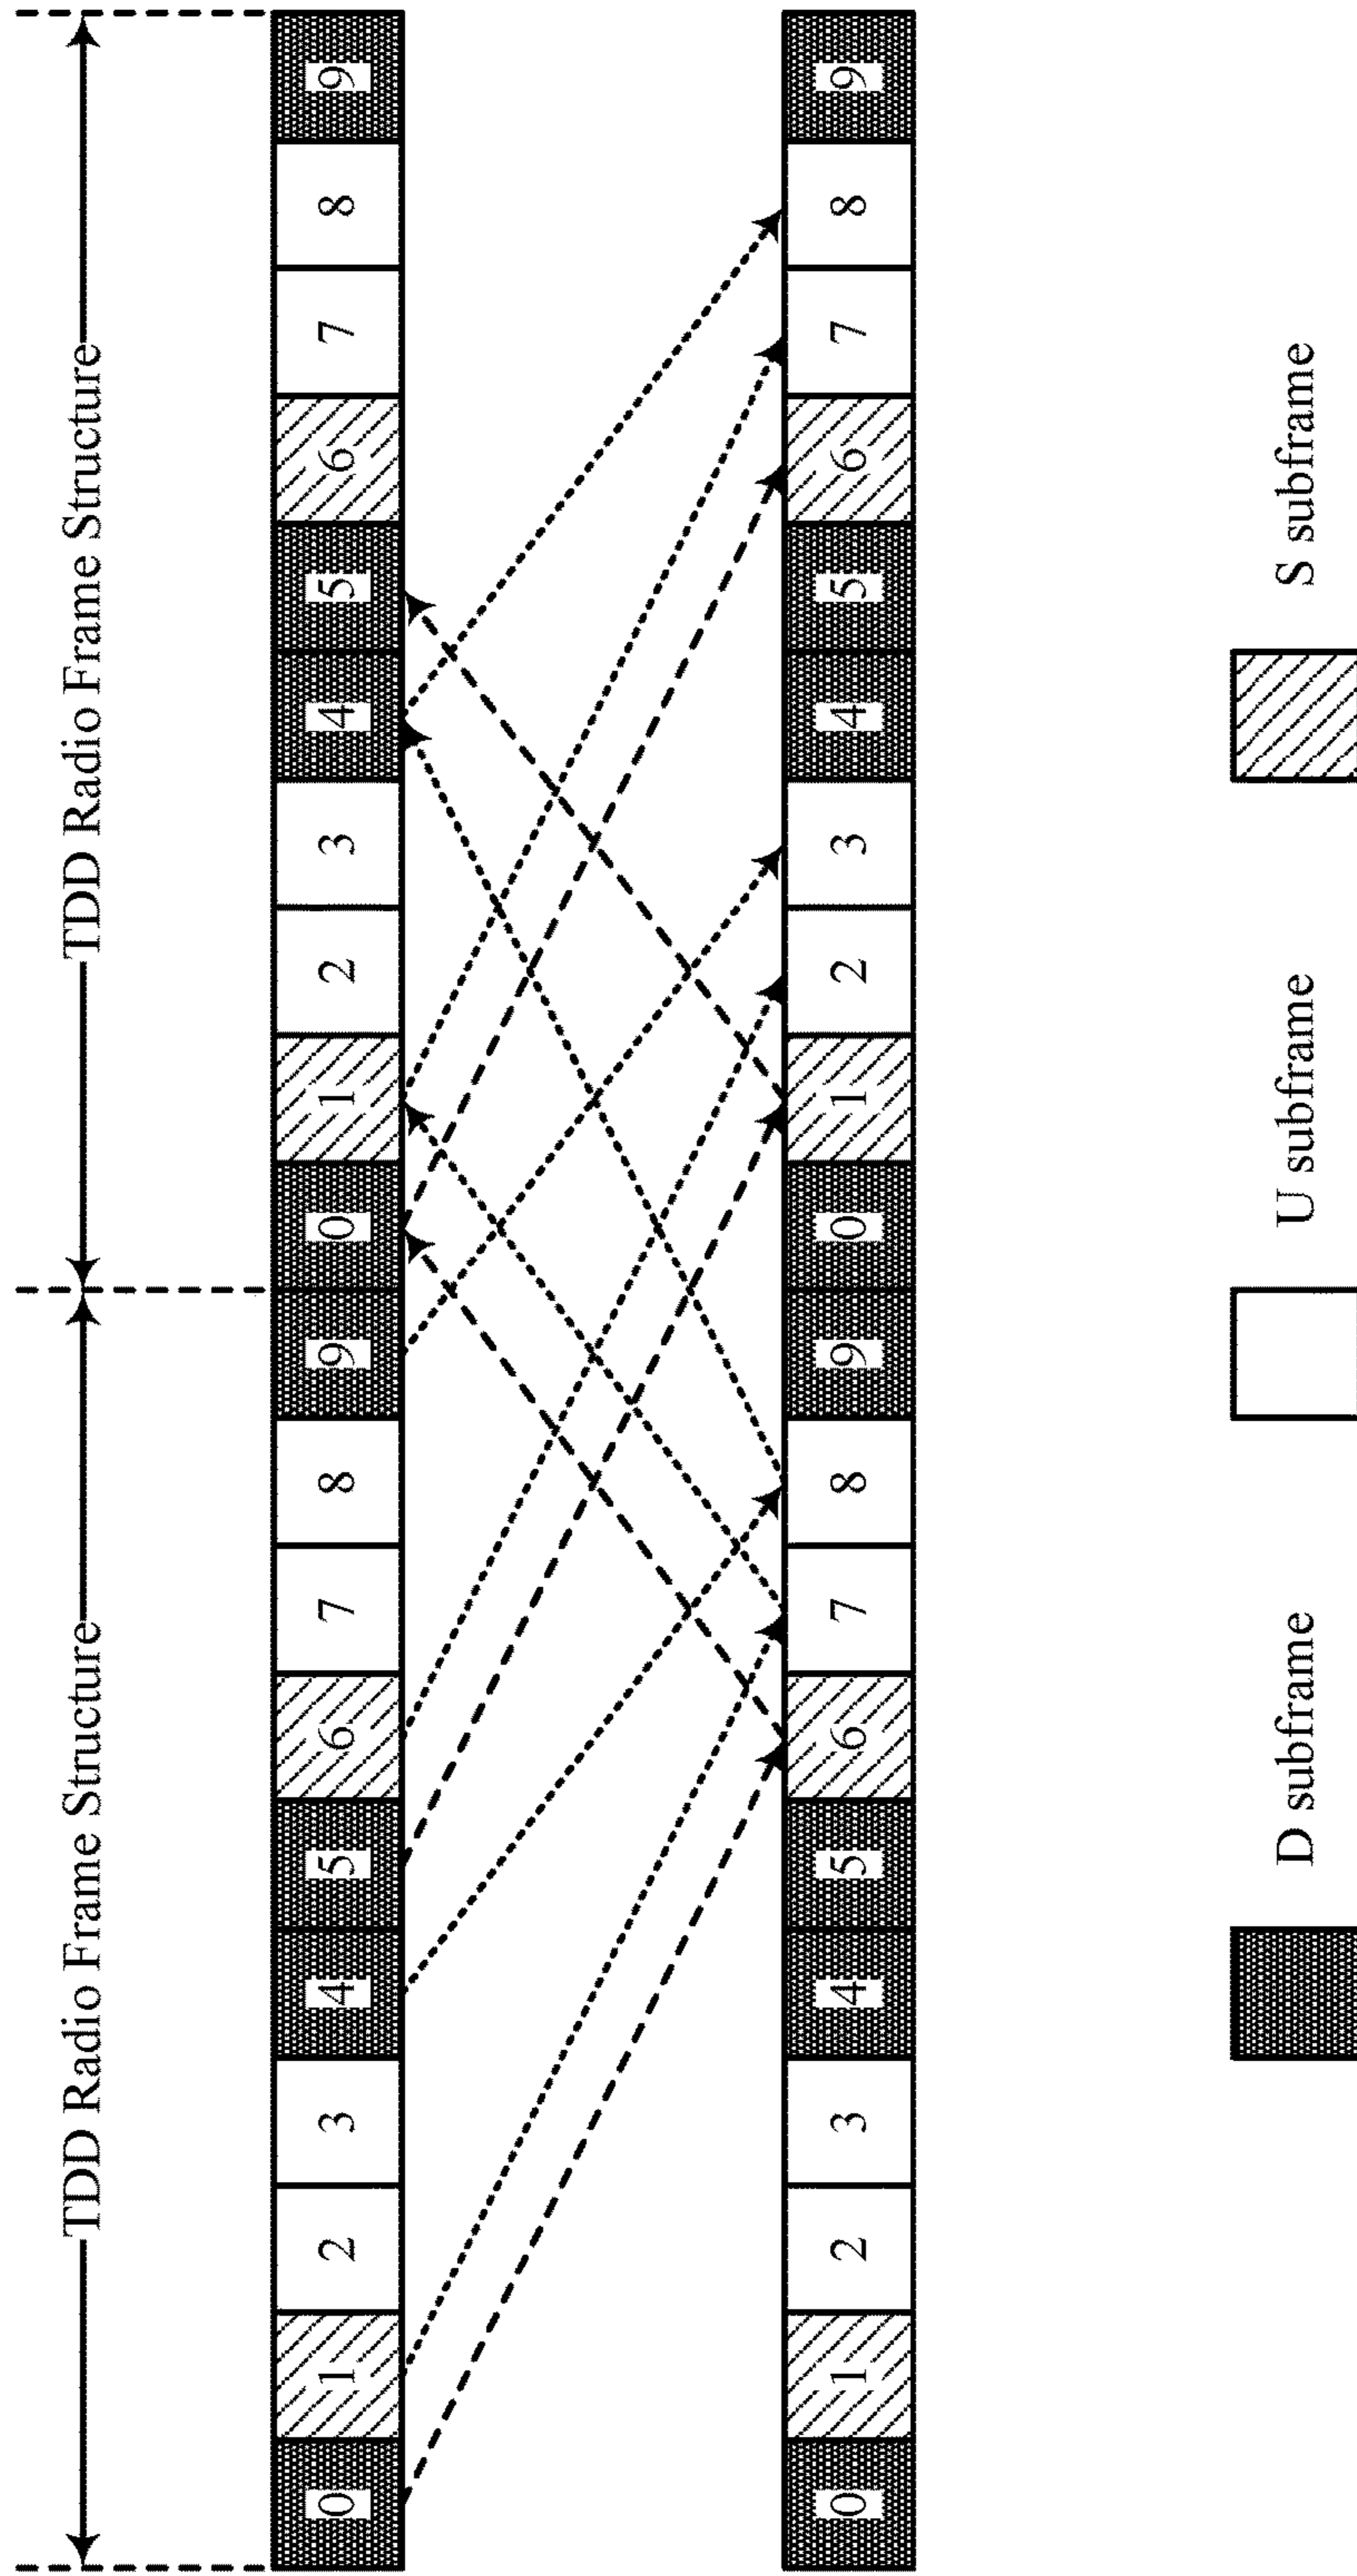 TDD Radio Frame Structure TDD Radio Frame Structure
0 1 2 3 4 5 6 7 8 9 0 1 2 3 4 5 6 7 8 9
0 1 2 3 4 5 6 7 8 9 0 1 2 3 4 5 6 7 8 9
D subframe U subframe S subframe